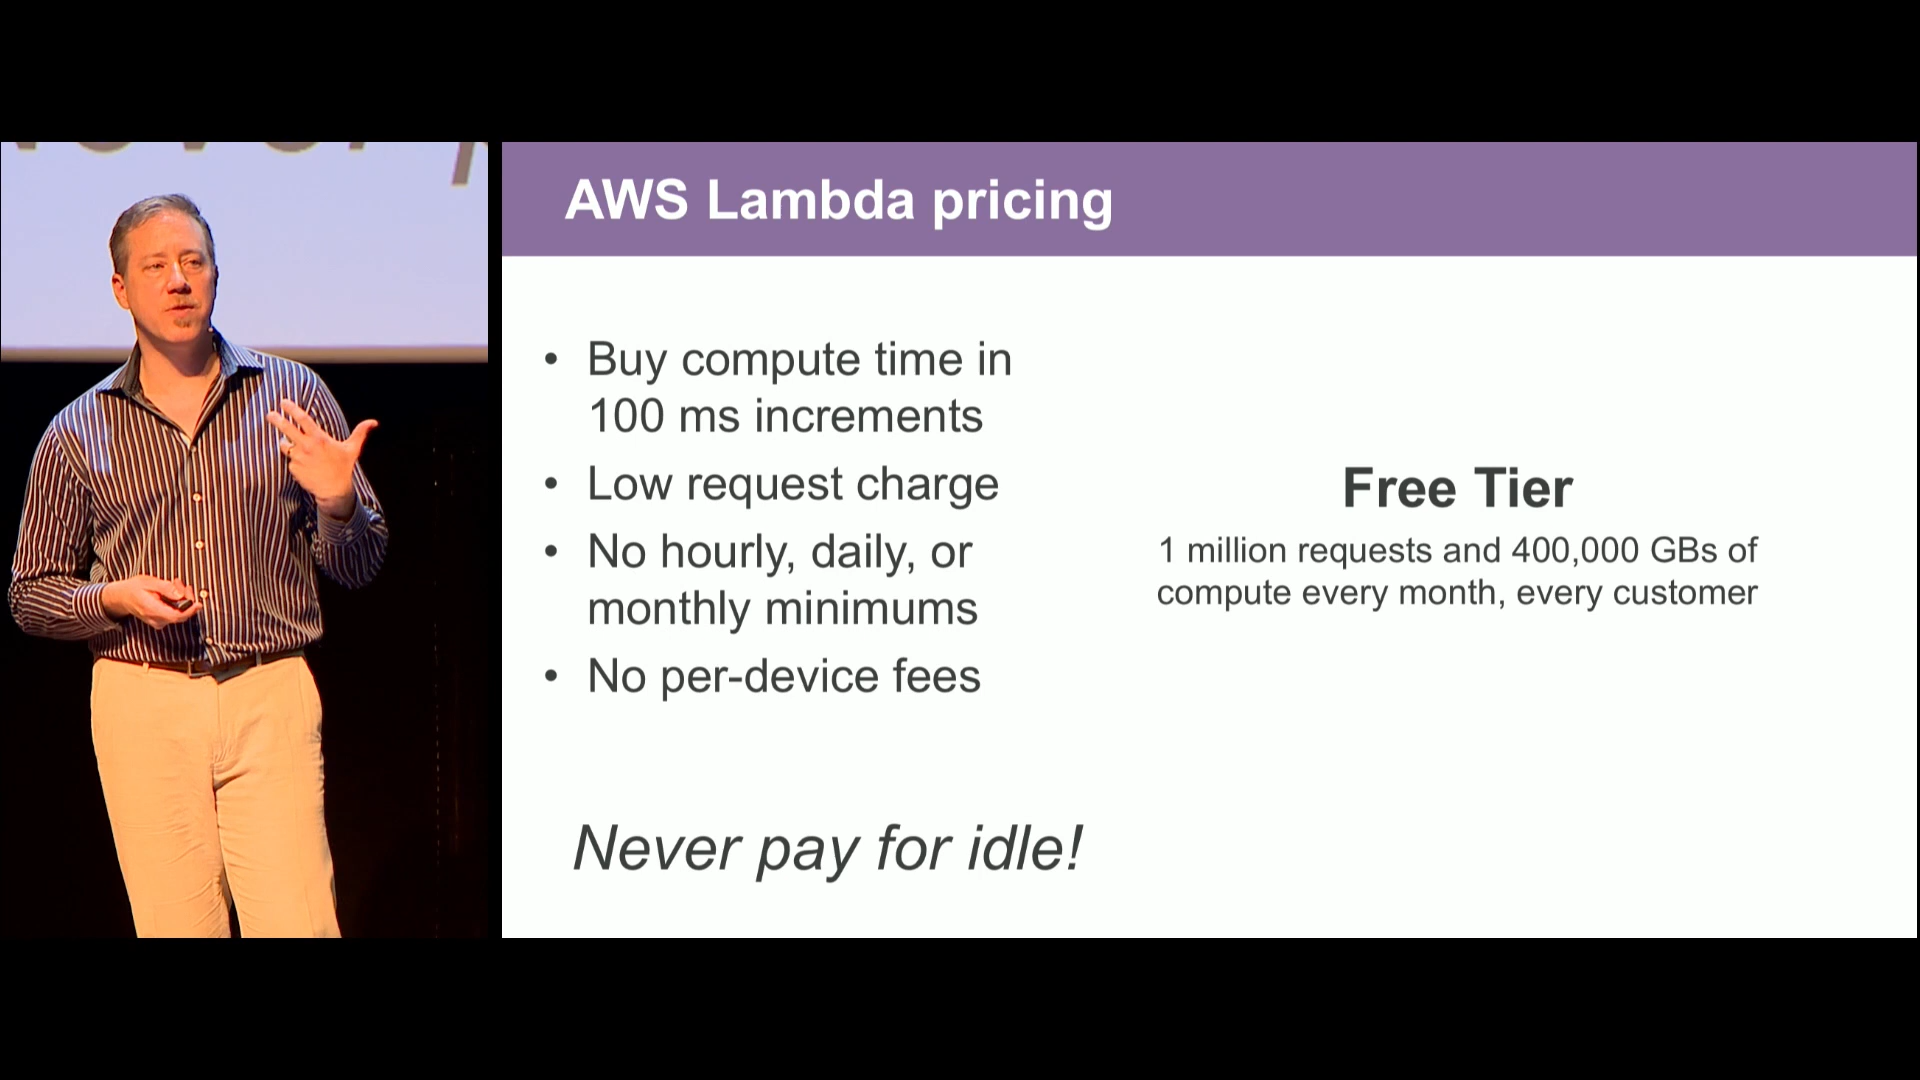 AWS Lambda pricing
• Buy compute time in
100 ms increments
• Low request charge
• No hourly, daily, or
monthly minimums
• No per-device fees
Never pay for idle!
Free Tier
1 million requests and 400,000 GBs of
compute every month, every customer